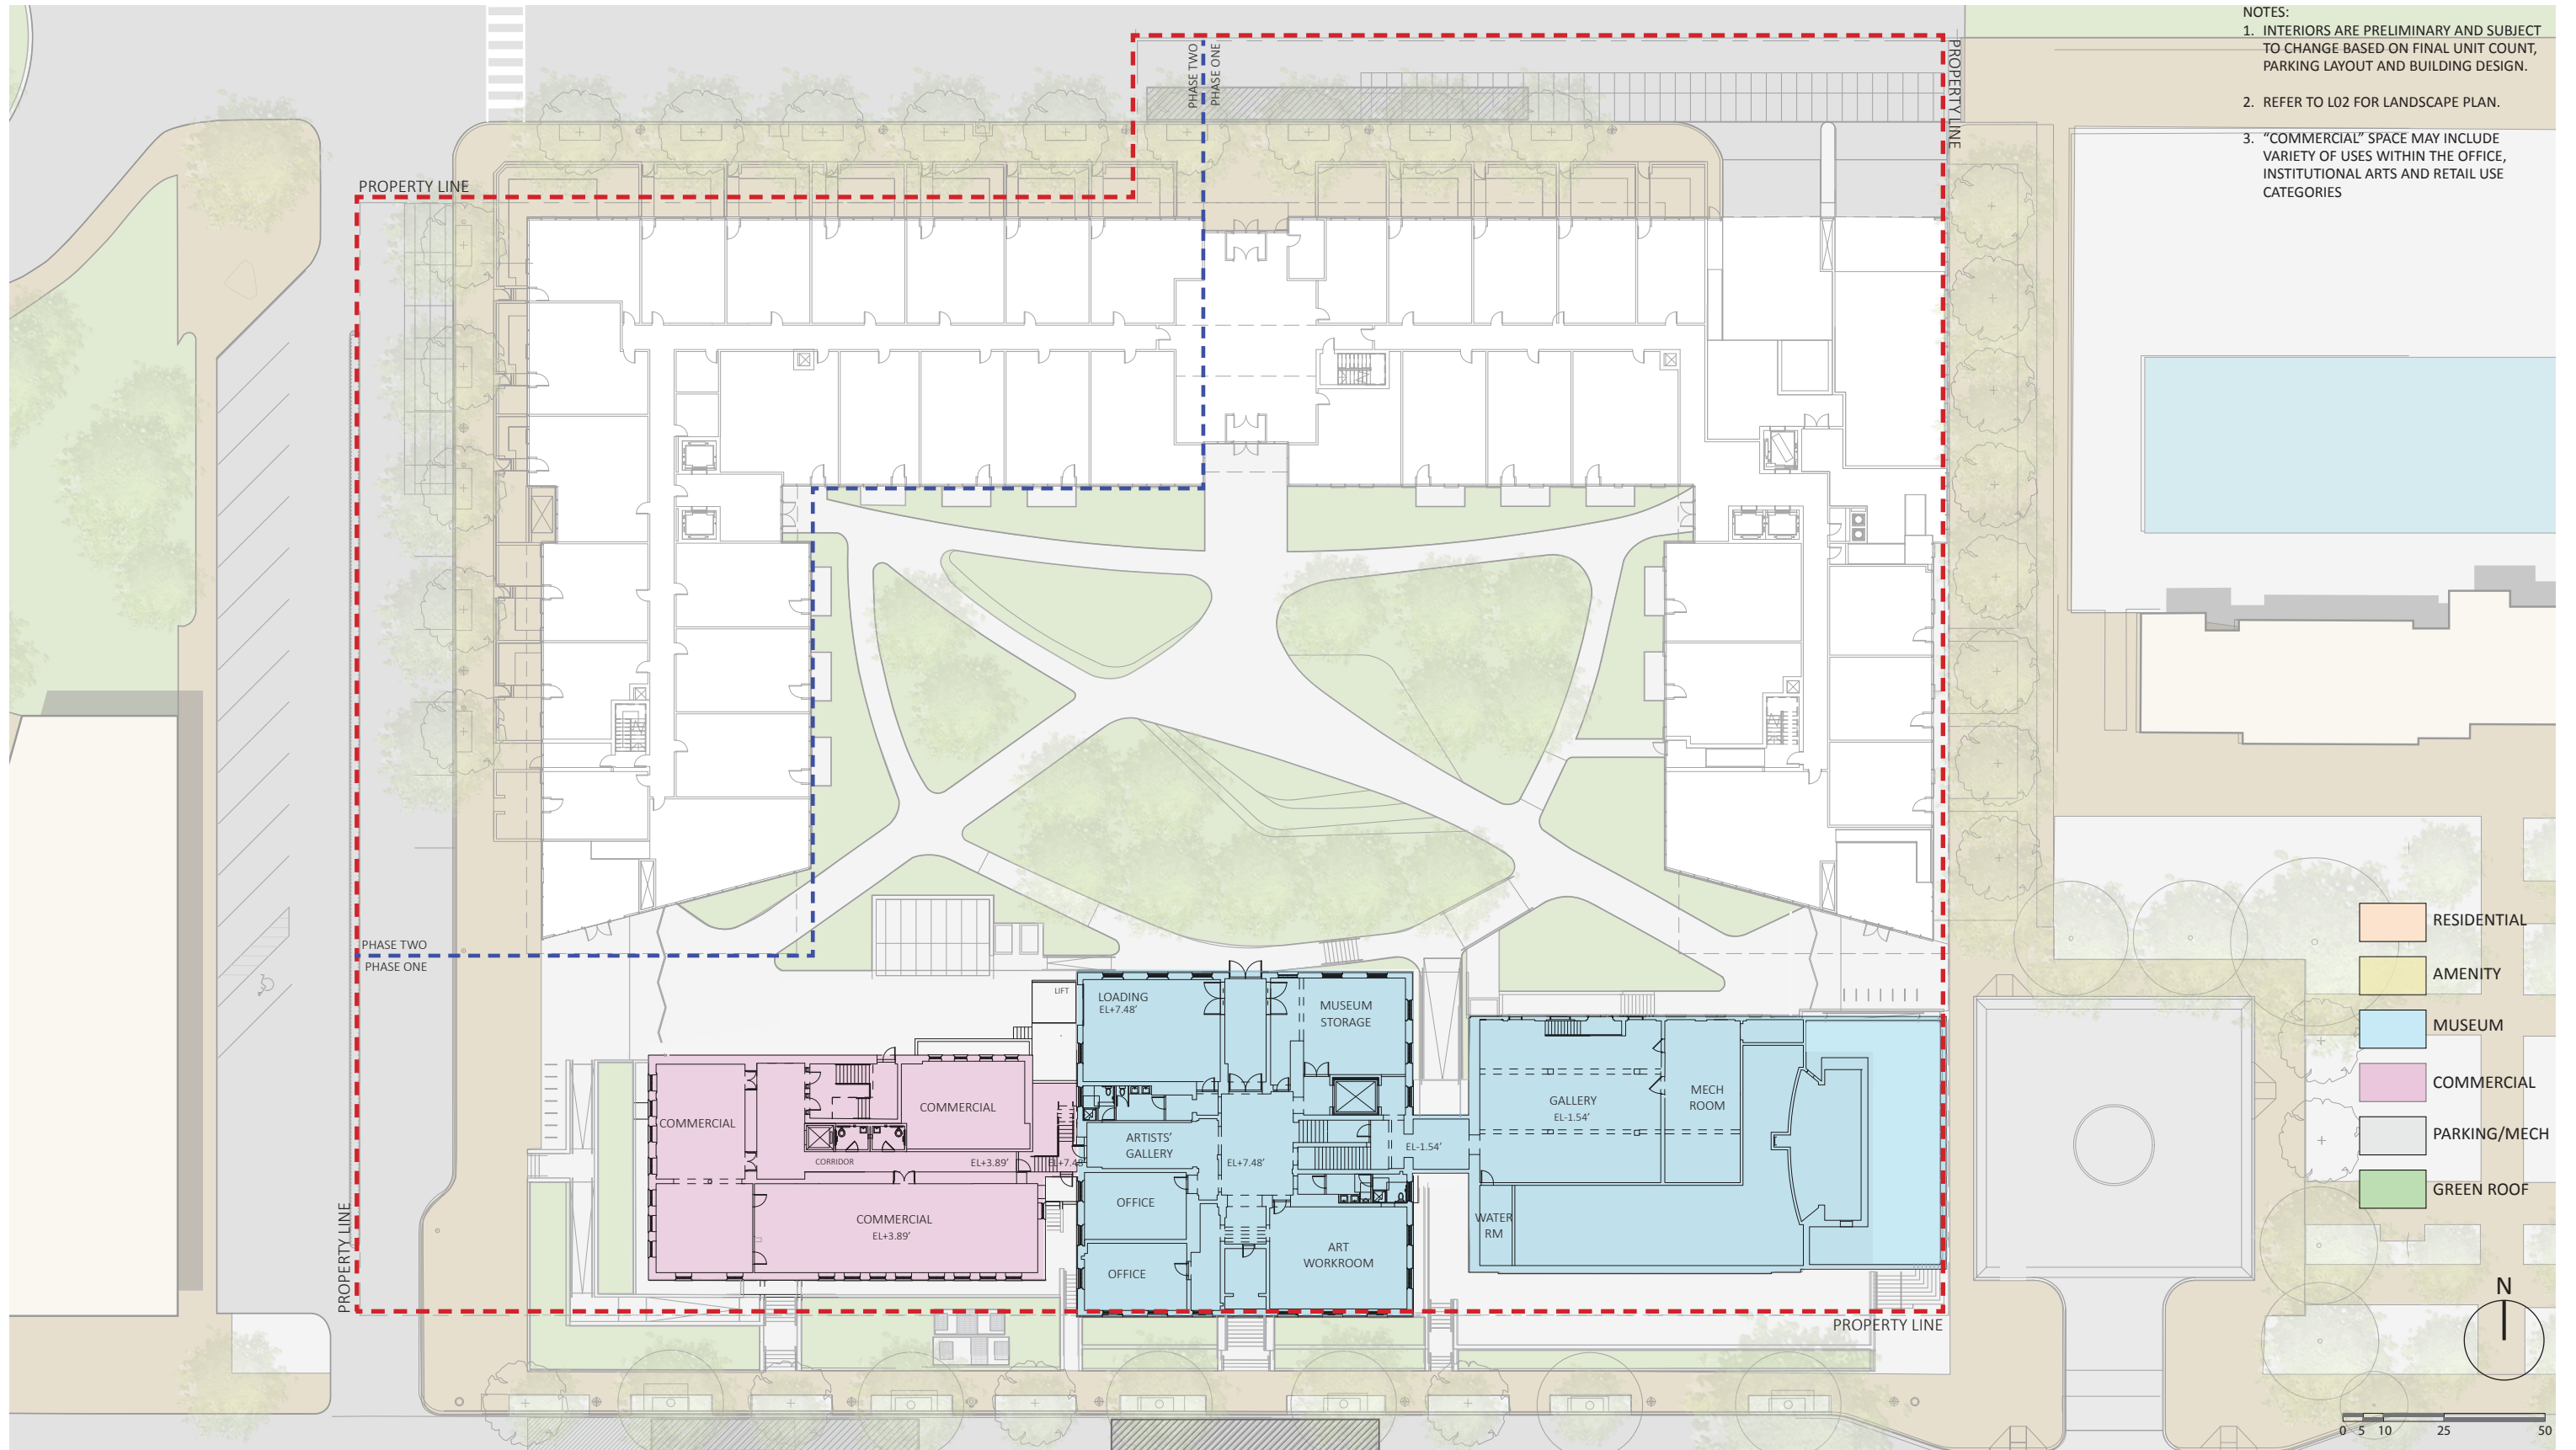 NOTES:
1. INTERIORS ARE PRELIMINARY AND SUBJECT
TO CHANGE BASED ON FINAL UNIT COUNT,
PARKING LAYOUT AND BUILDING DESIGN.
2. REFER TO L02 FOR LANDSCAPE PLAN.
3. “COMMERCIAL” SPACE MAY INCLUDE
VARIETY OF USES WITHIN THE OFFICE,
INSTITUTIONAL ARTS AND RETAIL USE
CATEGORIES
PHASE TWO
PHASE ONE
PROPERTY LINE
PROPERTY LINE
PHASE TWO
PHASE ONE
LIFT
LOADING
EL+7.48’
MUSEUM
STORAGE
COMMERCIAL
COMMERCIAL
CORRIDOR
EL+3.89’
EL+7.48’
COMMERCIAL
EL+3.89’
ARTISTS’
GALLERY
EL+7.48’
OFFICE
OFFICE
ART
WORKROOM
EL-1.54’
GALLERY
EL-1.54’
MECH
ROOM
WATER
RM
PROPERTY LINE
PROPERTY LINE
RESIDENTIAL
AMENITY
MUSEUM
COMMERCIAL
PARKING/MECH
GREEN ROOF
N
0 5 10 25 50